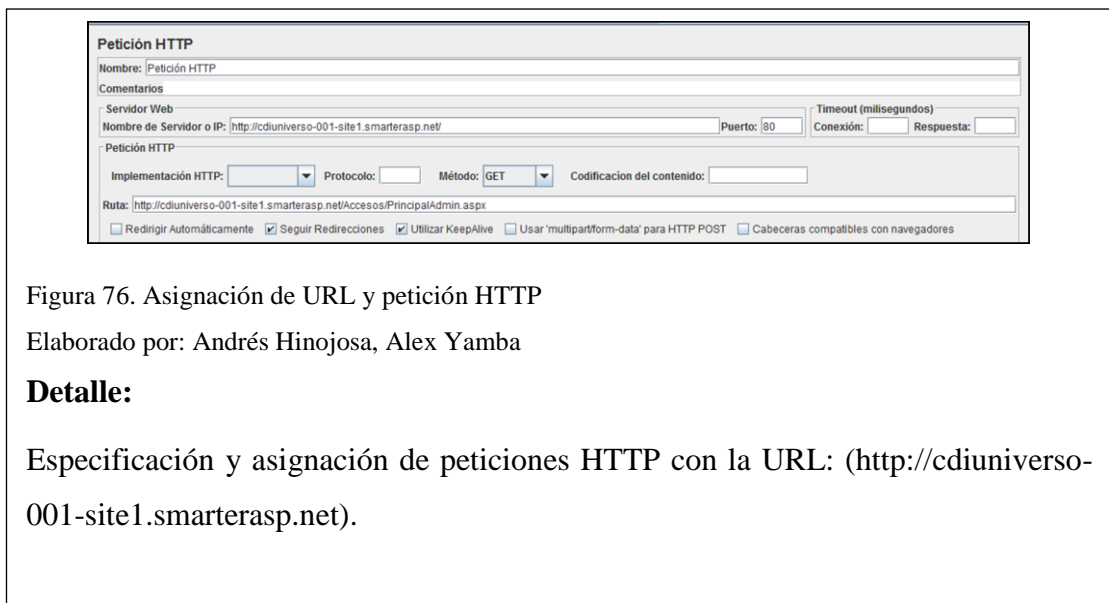 Petición HTTP
Nombre: Petición HTTP
Comentarios
Servidor Web
Timeout (milisegundos)
Nombre de Servidor o IP: http://cdiuniverso-001-site1.smarterasp.net/ Puerto: 80 Conexión: Respuesta:
Petición HTTP
Implementación HTTP: Protocolo: Método: GET Codificacion del contenido:
Ruta: http://cdiuniverso-001-site1.smarterasp.net/Accesos/PrincipalAdmin.aspx
Redirigir Automáticamente Seguir Redirecciones Utilizar KeepAlive Usar 'multipart/form-data' para HTTP POST Cabeceras compatibles con navegadores
Figura 76. Asignación de URL y petición HTTP
Elaborado por: Andrés Hinojosa, Alex Yamba
Detalle:
Especificación y asignación de peticiones HTTP con la URL: (http://cdiuniverso-
001-site1.smarterasp.net).